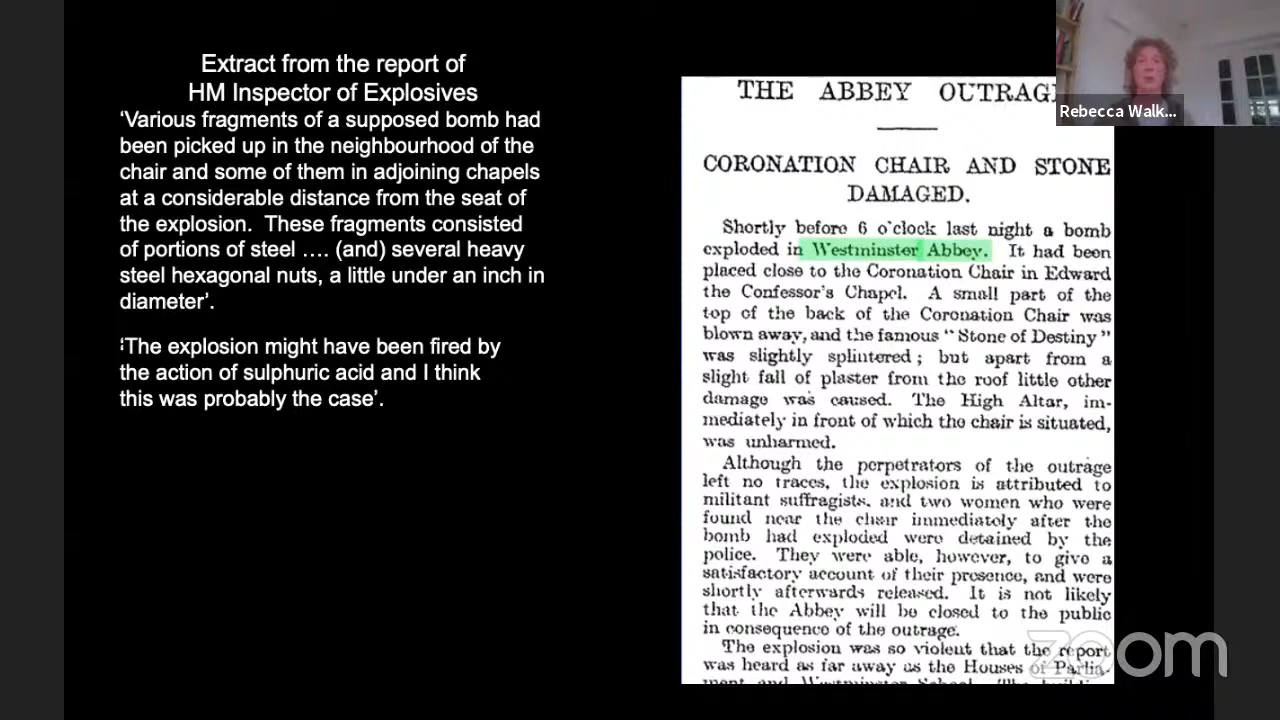 Extract from the report of
HM Inspector of Explosives
‘Various fragments of a supposed bomb had
been picked up in the neighbourhood of the
chair and some of them in adjoining chapels
at a considerable distance from the seat of
the explosion.  These fragments consisted
of portions of steel …. (and) several heavy
steel hexagonal nuts, a little under an inch in
diameter’.
‘The explosion might have been fired by
the action of sulphuric acid and I think
this was probably the case’.
THE ABBEY OUTRAG
CORONATION CHAIR AND STONE
DAMAGED.
Shortly before 6 o'clock last night a bomb
exploded in Westminster Abbey. It had been
placed close to the Coronation Chair in Edward
the Confessor's Chapel. A small part of the
top of the back of the Coronation Chair was
blown away, and the famous "Stone of Destiny"
was slightly splintered; but apart from a
slight fall of plaster from the roof little other
damage was caused. The High Altar, im-
mediately in front of which the chair is situated,
was unharmed.
Although the perpetrators of the outrage
left no traces, the explosion is attributed to
militant suffragists, and two women who were
found near the chair immediately after the
bomb had exploded were detained by the
police. They were able, however, to give a
satisfactory account of their presence, and were
shortly afterwards released. It is not likely
that the Abbey will be closed to the public
in consequence of the outrage.
The explosion was so violent that the report
was heard as far away as the Houses of Parlia-
ment and Westminster School.
Rebecca Walk...
zoom